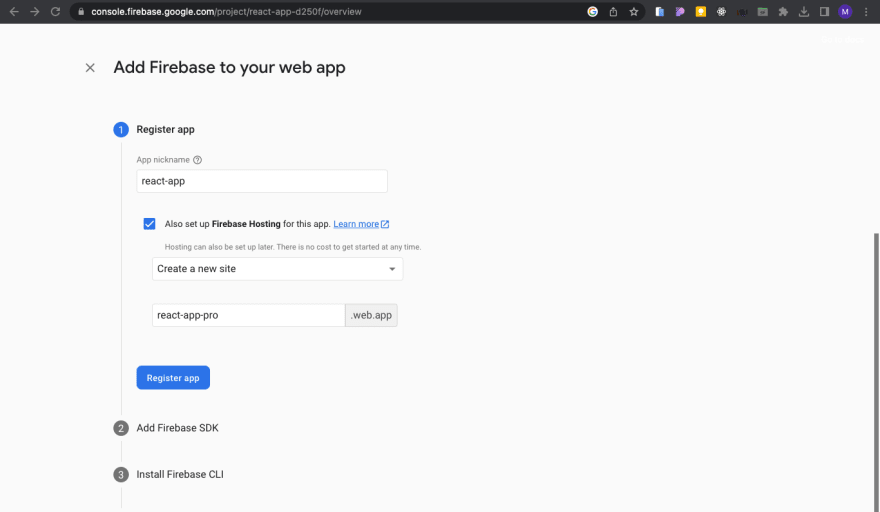 console.firebase.google.com/project/react-app-d250f/overview
M
Add Firebase to your web app
1 Register app
App nickname
react-app
Also set up Firebase Hosting for this app. Learn more
Hosting can also be set up later. There is no cost to get started at any time.
Create a new site
react-app-pro .web.app
Register app
2 Add Firebase SDK
3 Install Firebase CLI